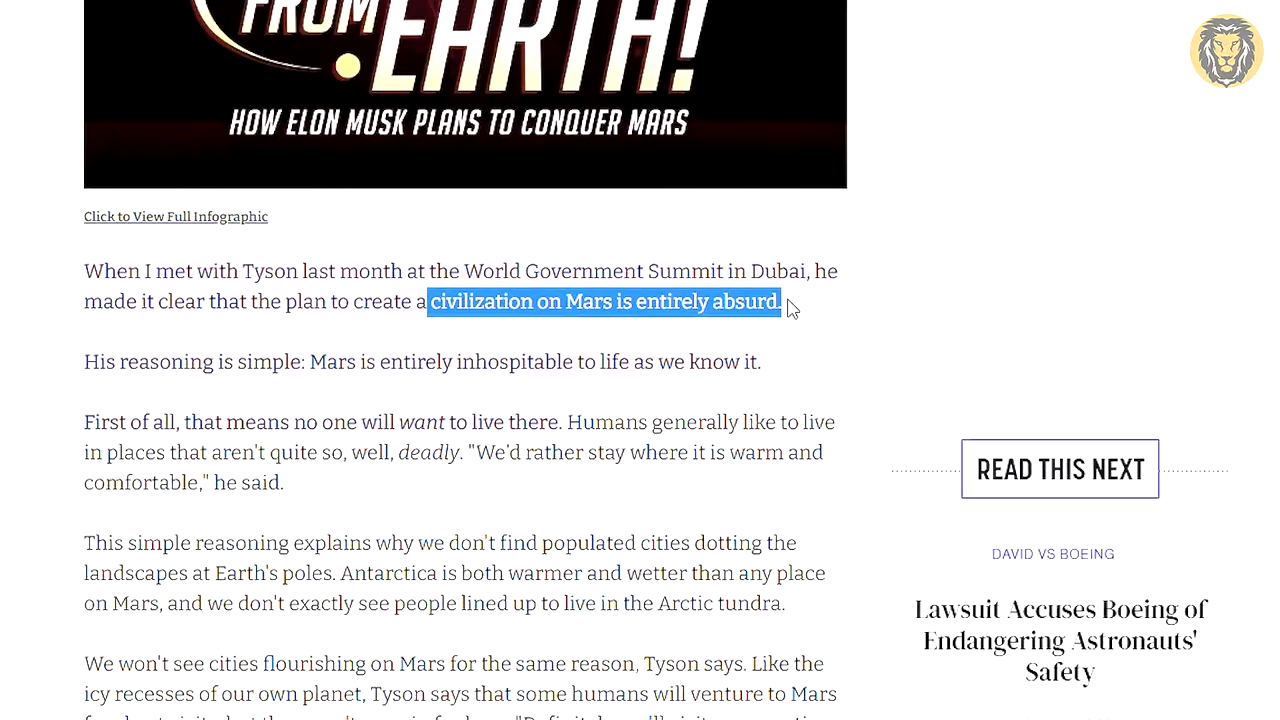 FROM EARTH!
HOW ELON MUSK PLANS TO CONQUER MARS
Click to View Full Infographic
When I met with Tyson last month at the World Government Summit in Dubai, he
made it clear that the plan to create a civilization on Mars is entirely absurd.
His reasoning is simple: Mars is entirely inhospitable to life as we know it.
First of all, that means no one will want to live there. Humans generally like to live
in places that aren't quite so, well, deadly. "We'd rather stay where it is warm and
comfortable," he said.
This simple reasoning explains why we don't find populated cities dotting the
landscapes at Earth's poles. Antarctica is both warmer and wetter than any place
on Mars, and we don't exactly see people lined up to live in the Arctic tundra.
We won't see cities flourishing on Mars for the same reason, Tyson says. Like the
icy recesses of our own planet, Tyson says that some humans will venture to Mars
READ THIS NEXT
DAVID VS BOEING
Lawsuit Accuses Boeing of
Endangering Astronauts'
Safety